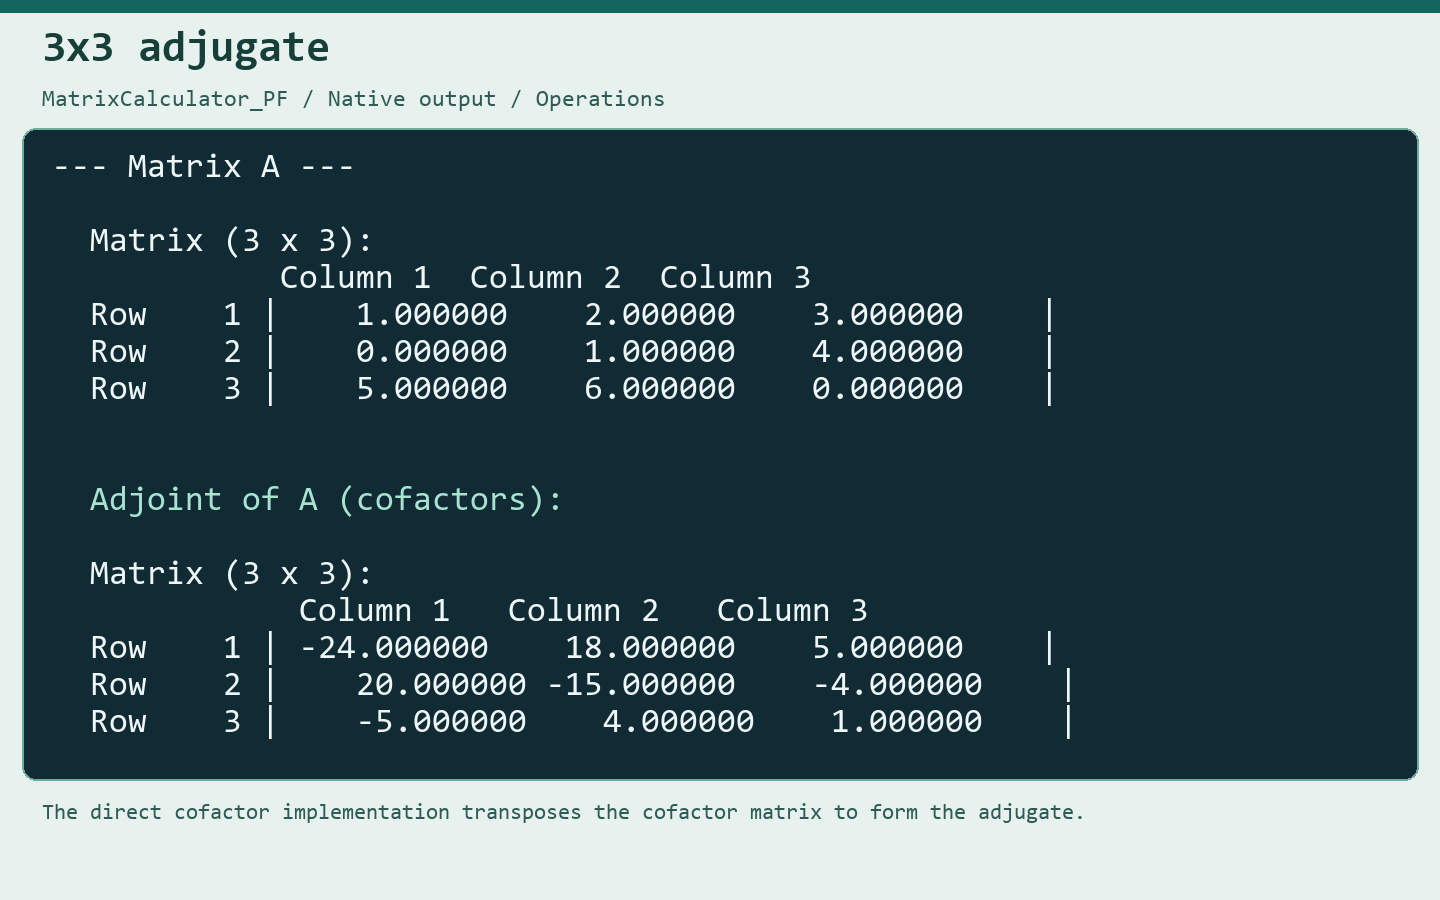 3x3 adjugate
MatrixCalculator_PF / Native output / Operations
--- Matrix A ---
Matrix (3 x 3):
Column 1  Column 2  Column 3
Row    1 |    1.000000    2.000000    3.000000    |
Row    2 |    0.000000    1.000000    4.000000    |
Row    3 |    5.000000    6.000000    0.000000    |
Adjoint of A (cofactors):
Matrix (3 x 3):
Column 1   Column 2   Column 3
Row    1 | -24.000000    18.000000    5.000000    |
Row    2 |    20.000000 -15.000000    -4.000000    |
Row    3 |    -5.000000    4.000000    1.000000    |
The direct cofactor implementation transposes the cofactor matrix to form the adjugate.